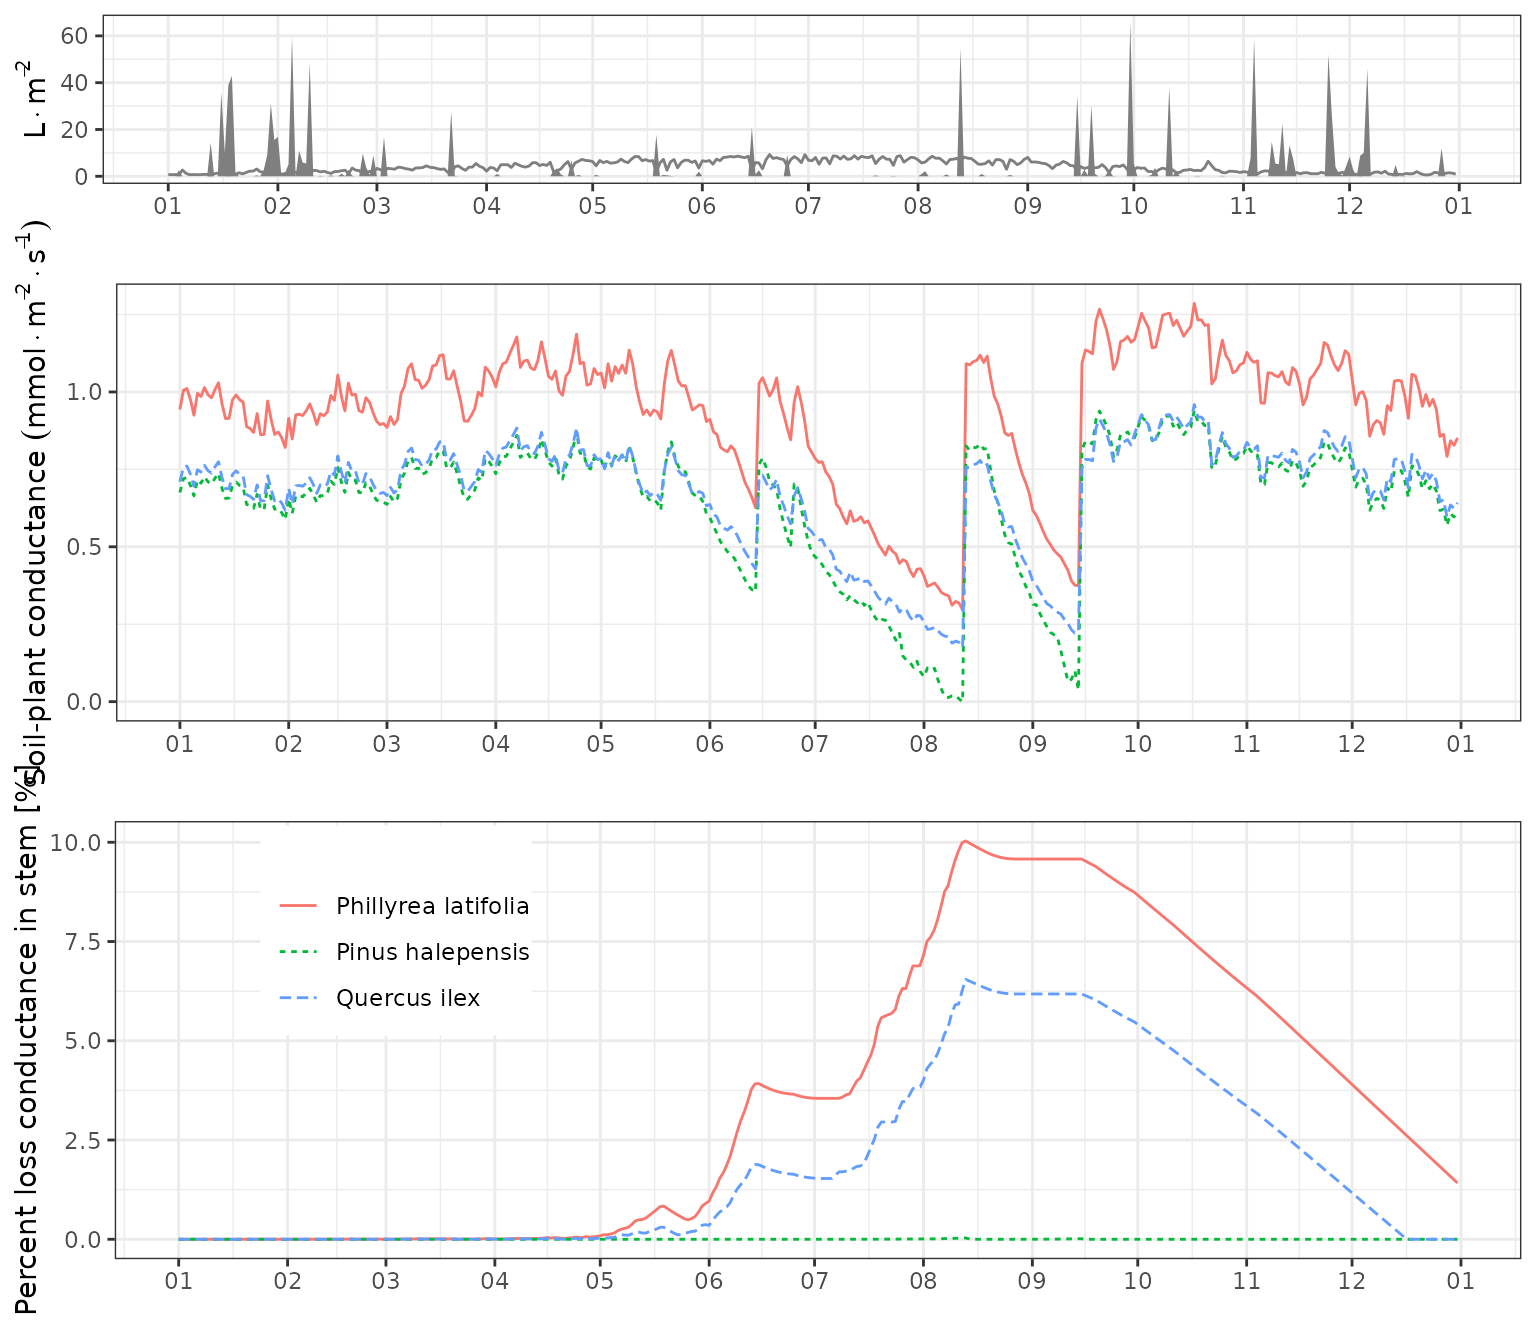 60
40
20
0
L·m⁻²
01 02 03 04 05 06 07 08 09 10 11 12 01
1.0
0.5
0.0
Soil-plant conductance (mmol·m⁻²·s⁻¹)
01 02 03 04 05 06 07 08 09 10 11 12 01
10.0
7.5
5.0
2.5
0.0
Percent loss conductance in stem [%]
Phillyrea latifolia
Pinus halepensis
Quercus ilex
01 02 03 04 05 06 07 08 09 10 11 12 01